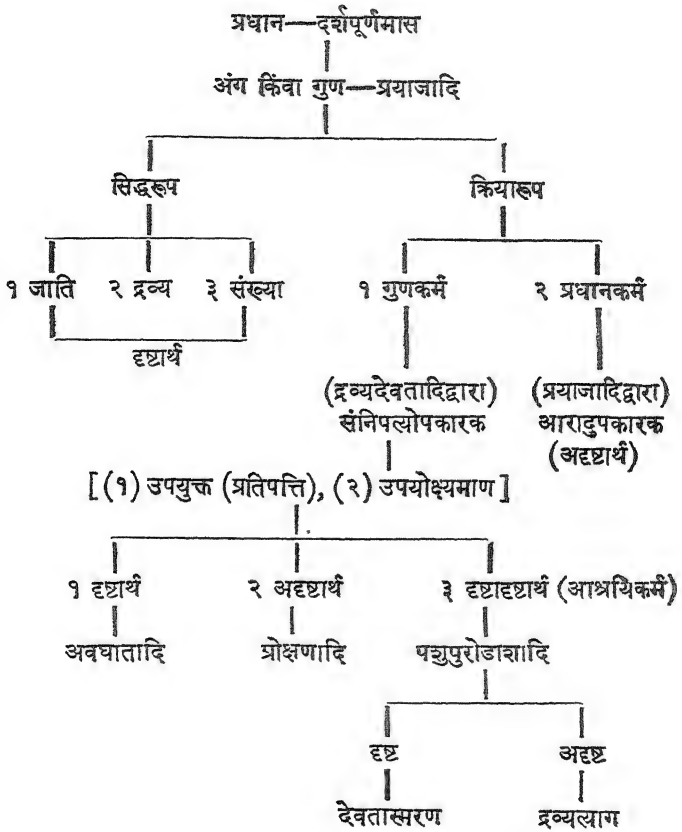 प्रधान—दर्शपूर्णमास
अंग किंवा गुण—प्रयाजादि
सिद्धरूप क्रियारूप
१ जाति २ द्रव्य ३ संख्या १ गुणकर्म २ प्रधानकर्म
दृष्टार्थ
(द्रव्यदेवतादिद्वारा) (प्रयाजादिद्वारा)
संनिपत्योपकारक आरादुपकारक
(अदृष्टार्थ)
[(१) उपयुक्त (प्रतिपत्ति), (२) उपयोक्ष्यमाण]
१ दृष्टार्थ २ अदृष्टार्थ ३ दृष्टादृष्टार्थ (आश्रयिकर्म)
अवघातादि प्रोक्षणादि पशुपुरोडाशादि
दृष्ट अदृष्ट
देवतास्मरण द्रव्यत्याग